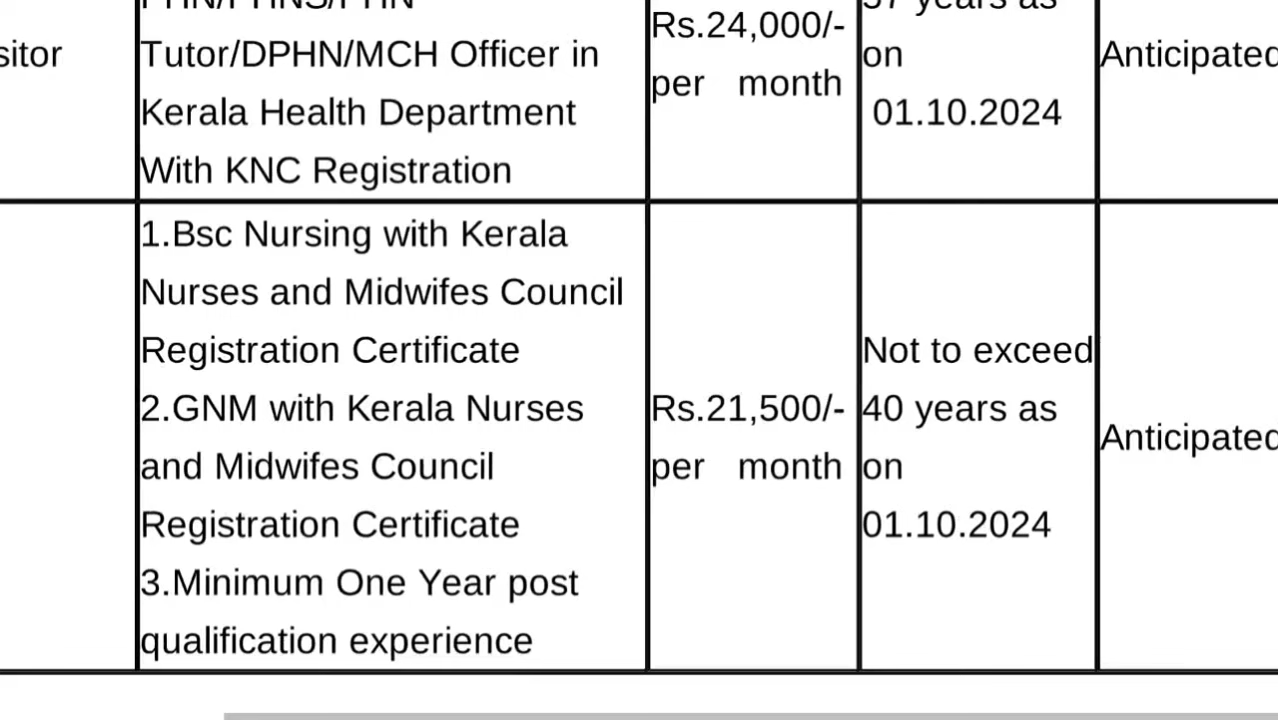 Rs.24,000/-
per month
on
01.10.2024
sitor
Tutor/DPHN/MCH Officer in
Kerala Health Department
With KNC Registration
Anticipated
1.Bsc Nursing with Kerala
Nurses and Midwifes Council
Registration Certificate
2.GNM with Kerala Nurses
and Midwifes Council
Registration Certificate
3.Minimum One Year post
qualification experience
Rs.21,500/-
per month
Not to exceed
40 years as
on
01.10.2024
Anticipated